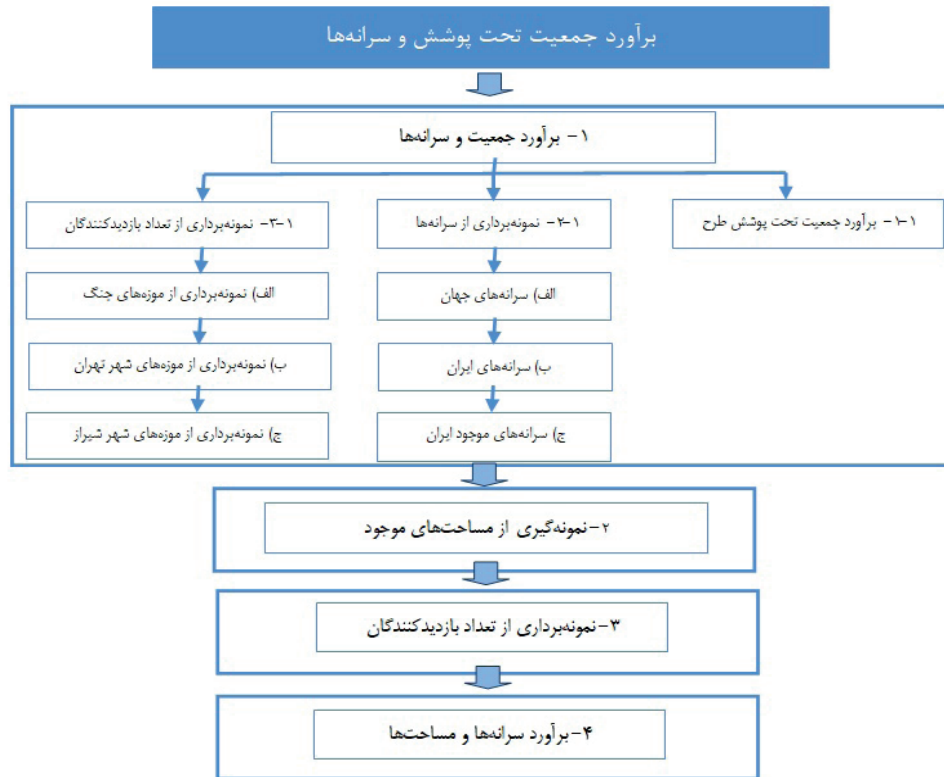 برآورد جمعیت تحت پوشش و سرانه‌ها
۱- برآورد جمعیت و سرانه‌ها
۱-۱- برآورد جمعیت تحت پوشش طرح
۱-۲- نمونه‌برداری از سرانه‌ها
۱-۳- نمونه‌برداری از تعداد بازدیدکنندگان
الف) سرانه‌های جهان
الف) نمونه‌برداری از موزه‌های جنگ
ب) سرانه‌های ایران
ب) نمونه‌برداری از موزه‌های شهر تهران
ج) سرانه‌های موجود ایران
ج) نمونه‌برداری از موزه‌های شهر شیراز
۲-نمونه‌گیری از مساحت‌های موجود
۳-نمونه‌برداری از تعداد بازدیدکنندگان
۴-برآورد سرانه‌ها و مساحت‌ها